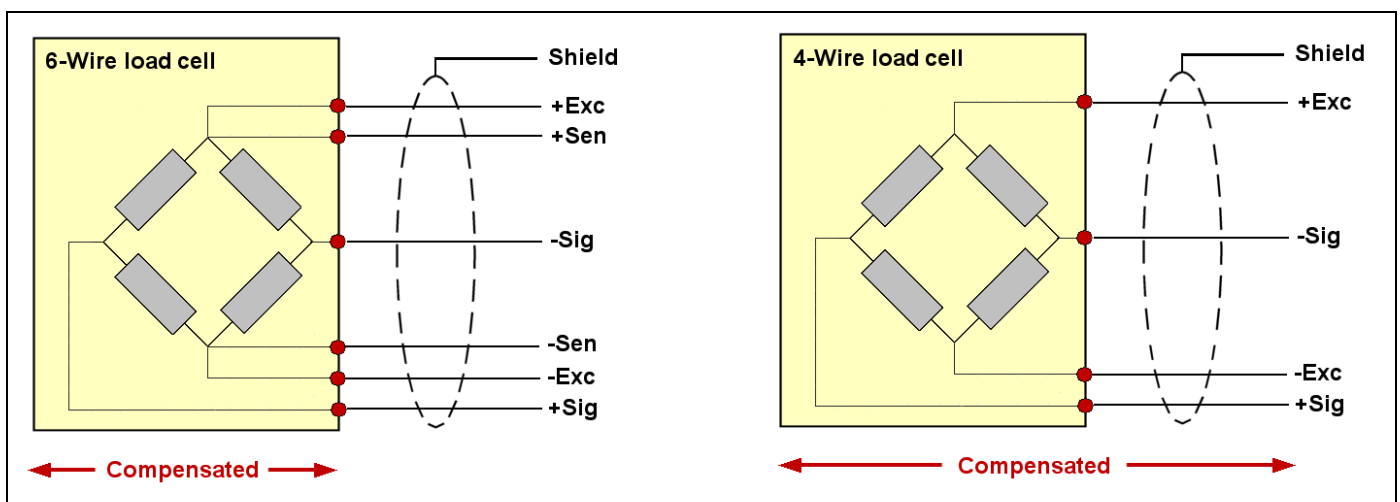 6-Wire load cell
Shield
+Exc
+Sen
-Sig
-Sen
-Exc
+Sig
Compensated
4-Wire load cell
Shield
+Exc
-Sig
-Exc
+Sig
Compensated